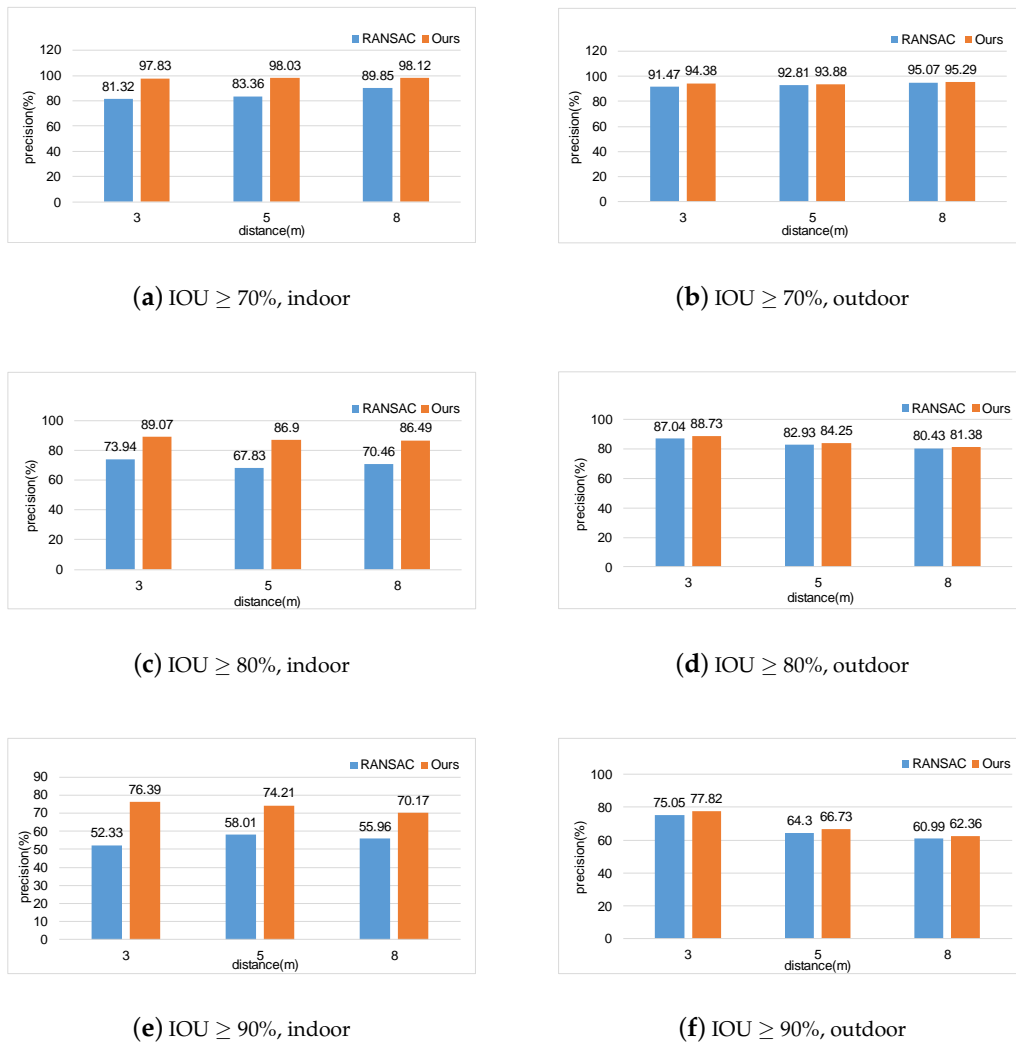 RANSAC Ours
120
100
80
60
40
20
0
precision(%)
81.32 97.83 83.36 98.03 89.85 98.12
3 5 8
distance(m)
(a) IOU ≥ 70%, indoor
RANSAC Ours
120
100
80
60
40
20
0
precision(%)
91.47 94.38 92.81 93.88 95.07 95.29
3 5 8
distance(m)
(b) IOU ≥ 70%, outdoor
RANSAC Ours
100
80
60
40
20
0
precision(%)
73.94 89.07 67.83 86.9 70.46 86.49
3 5 8
distance(m)
(c) IOU ≥ 80%, indoor
RANSAC Ours
100
80
60
40
20
0
precision(%)
87.04 88.73 82.93 84.25 80.43 81.38
3 5 8
distance(m)
(d) IOU ≥ 80%, outdoor
RANSAC Ours
90
80
70
60
50
40
30
20
10
0
precision(%)
52.33 76.39 58.01 74.21 55.96 70.17
3 5 8
distance(m)
(e) IOU ≥ 90%, indoor
RANSAC Ours
100
80
60
40
20
0
precision(%)
75.05 77.82 64.3 66.73 60.99 62.36
3 5 8
distance(m)
(f) IOU ≥ 90%, outdoor